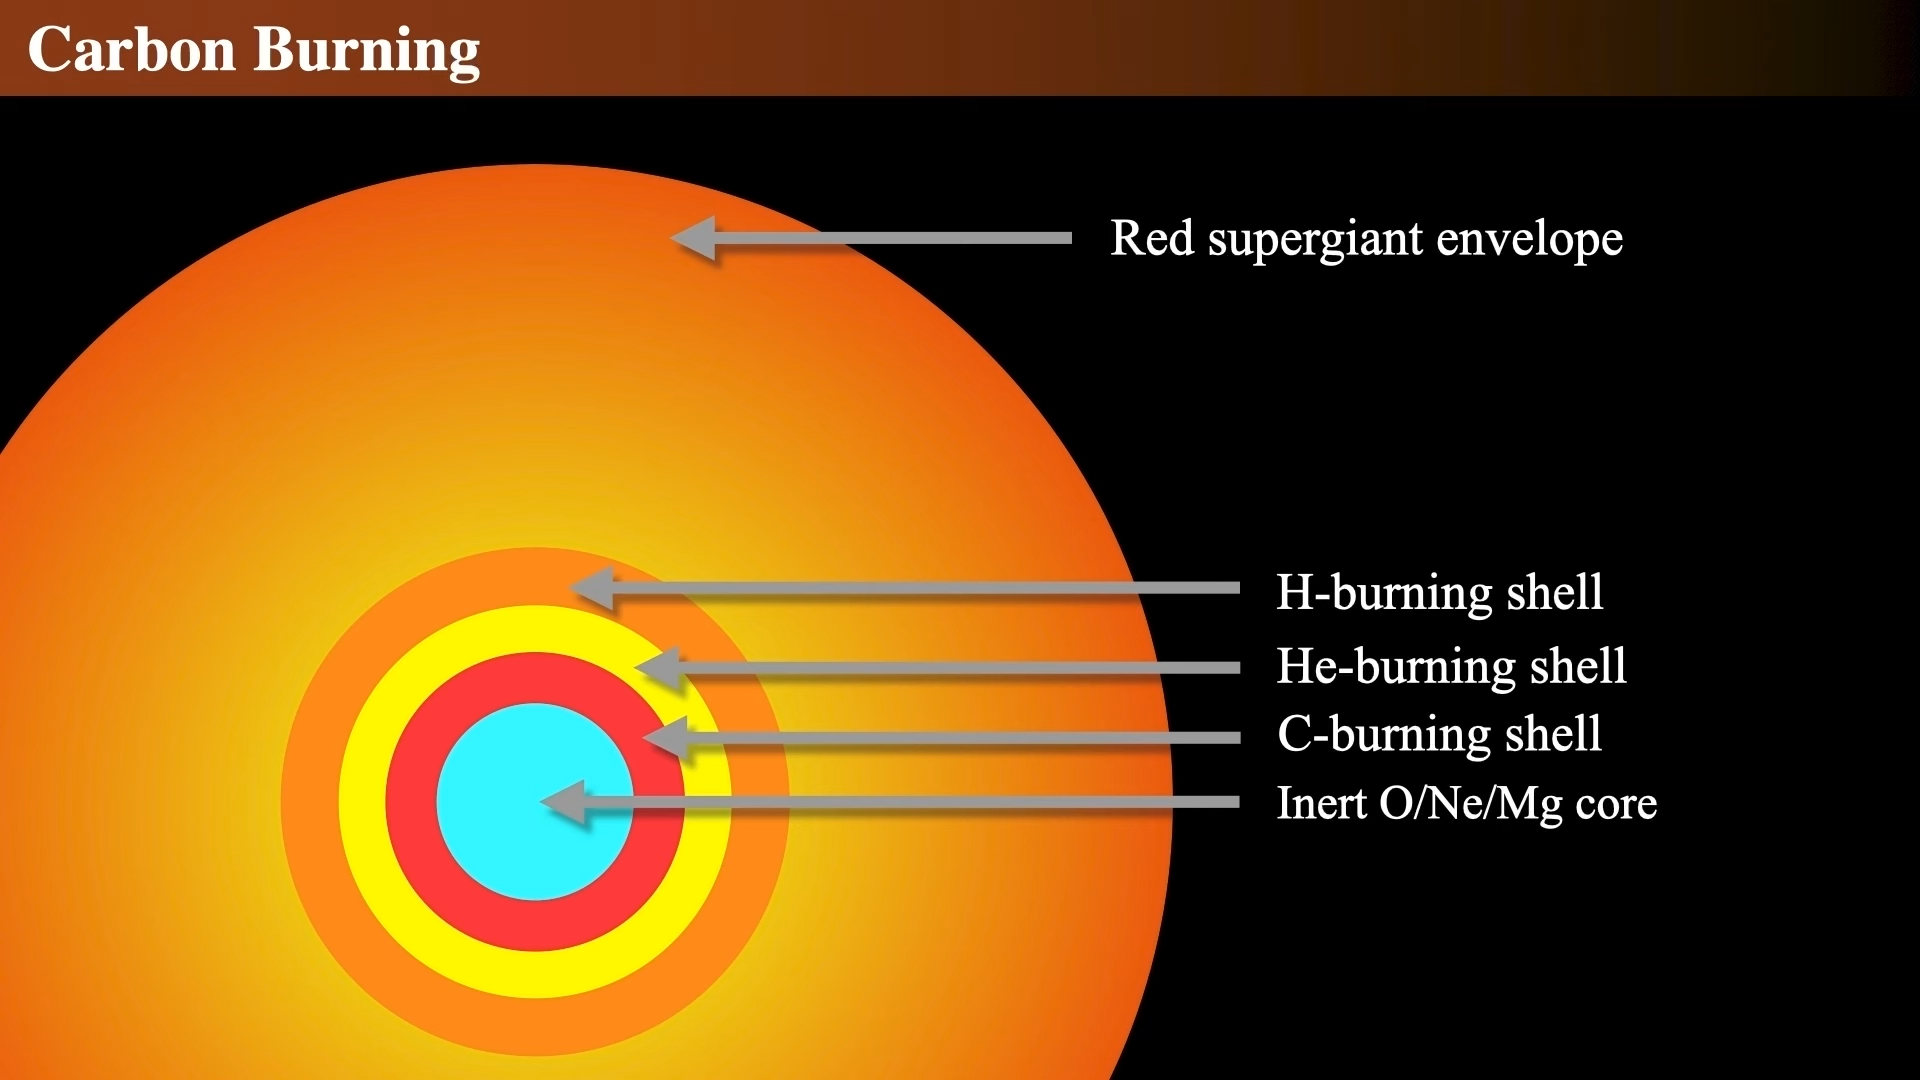 Carbon Burning
Red supergiant envelope
H-burning shell
He-burning shell
C-burning shell
Inert O/Ne/Mg core